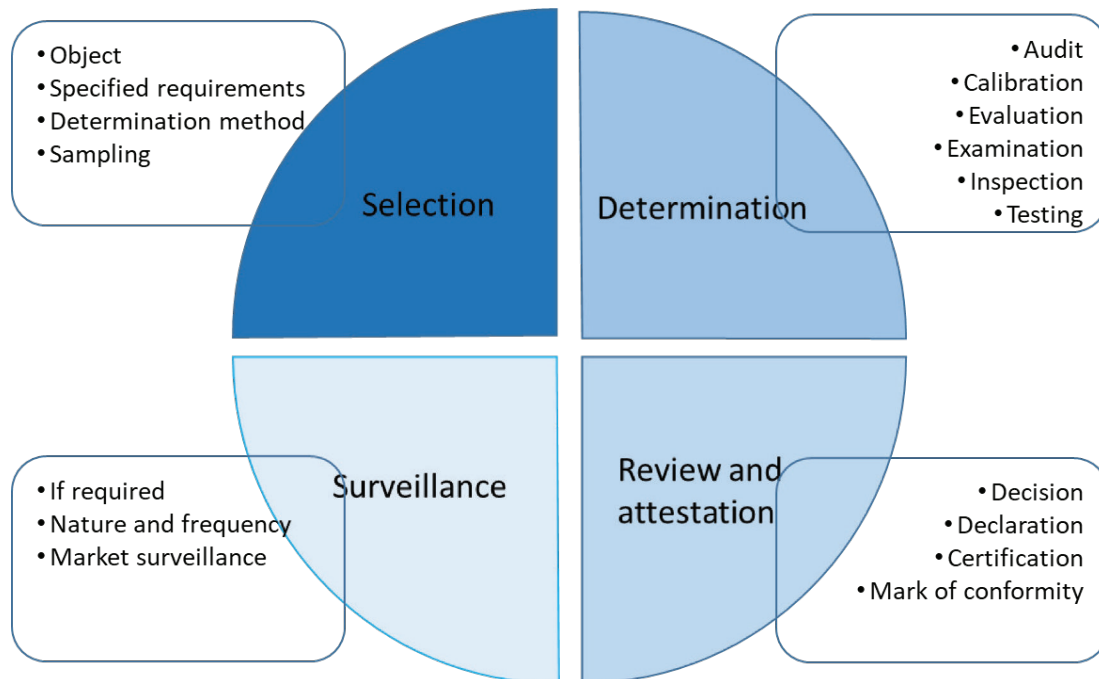 • Object
• Specified requirements
• Determination method
• Sampling
Selection
• Audit
• Calibration
• Evaluation
• Examination
• Inspection
• Testing
Determination
• If required
• Nature and frequency
• Market surveillance
Surveillance
Review and
attestation
• Decision
• Declaration
• Certification
• Mark of conformity